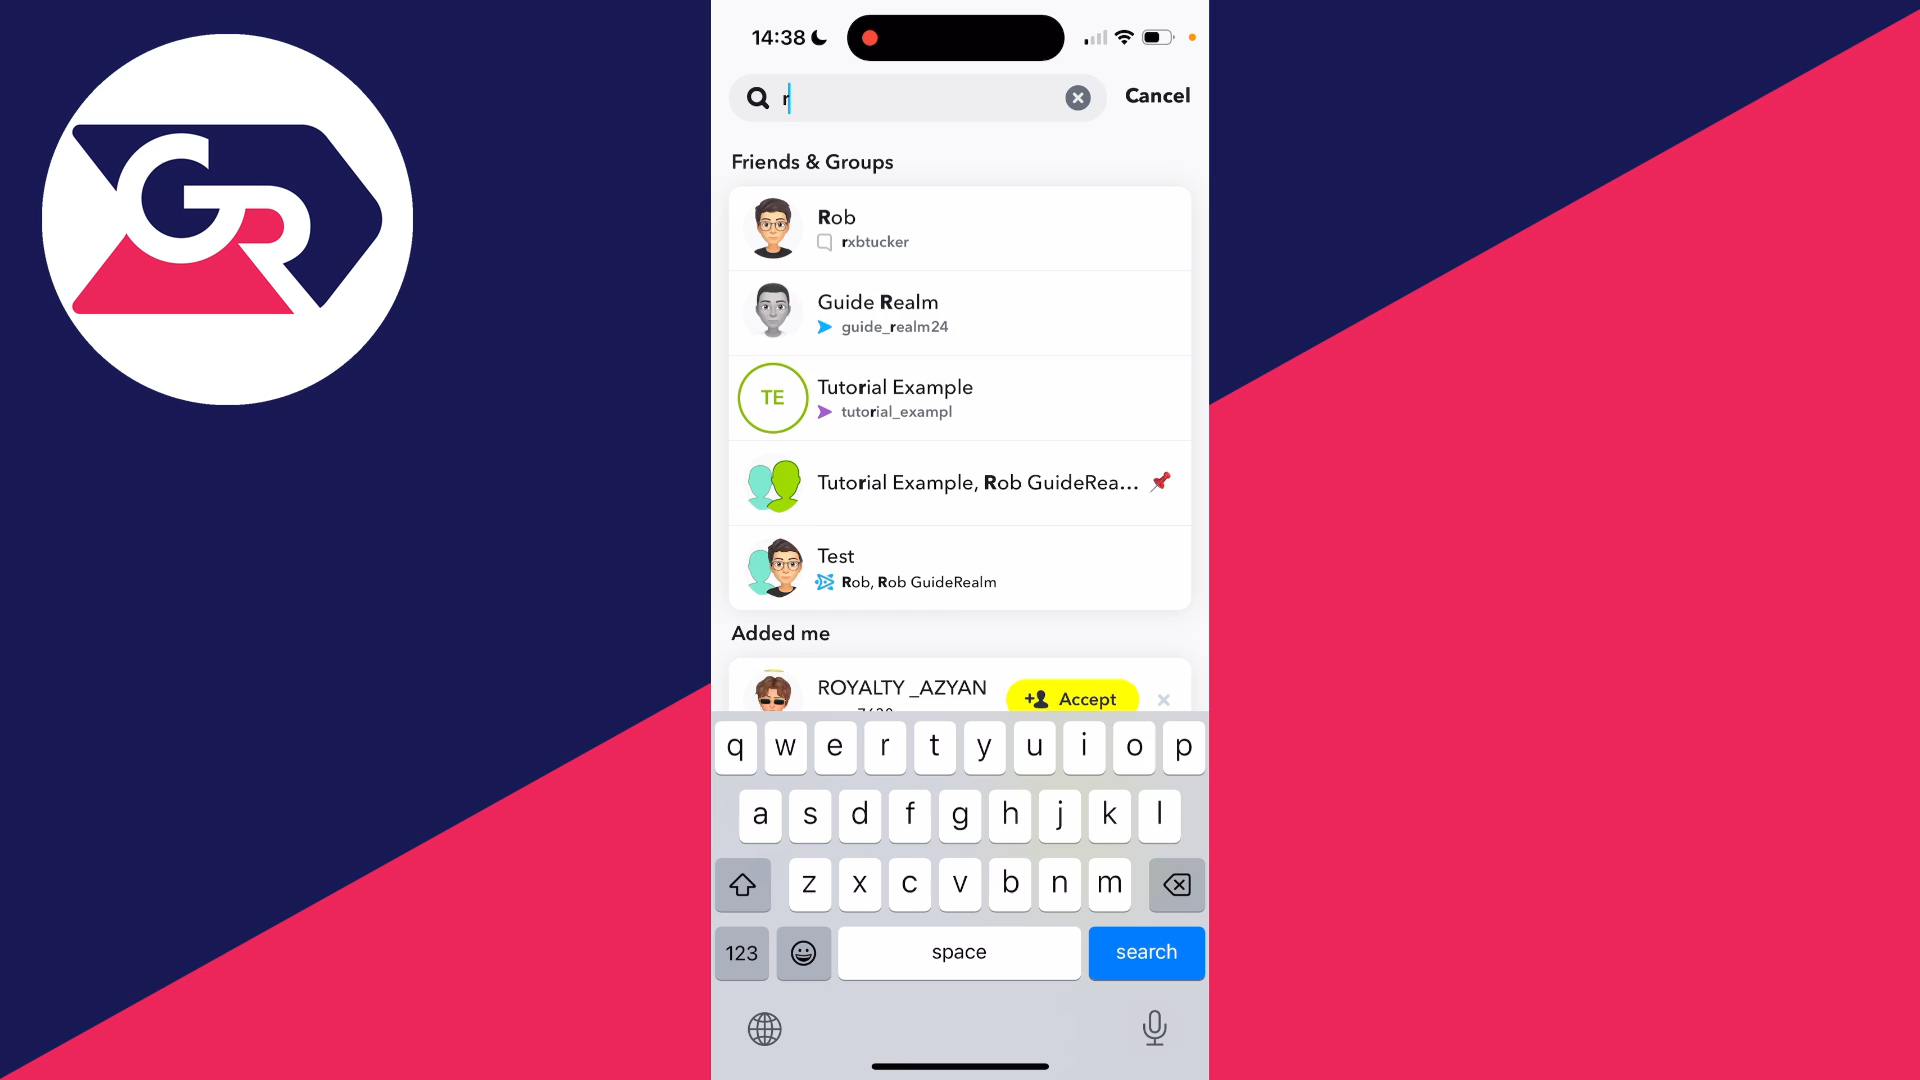 GR
14:38
r
Cancel
Friends & Groups
Rob
rxbtucker
Guide Realm
guide_realm24
TE
Tutorial Example
tutorial_exampl
Tutorial Example, Rob GuideRea...
Test
Rob, Rob GuideRealm
Added me
ROYALTY _AZYAN
Accept
q w e r t y u i o p
a s d f g h j k l
z x c v b n m
123
space
search